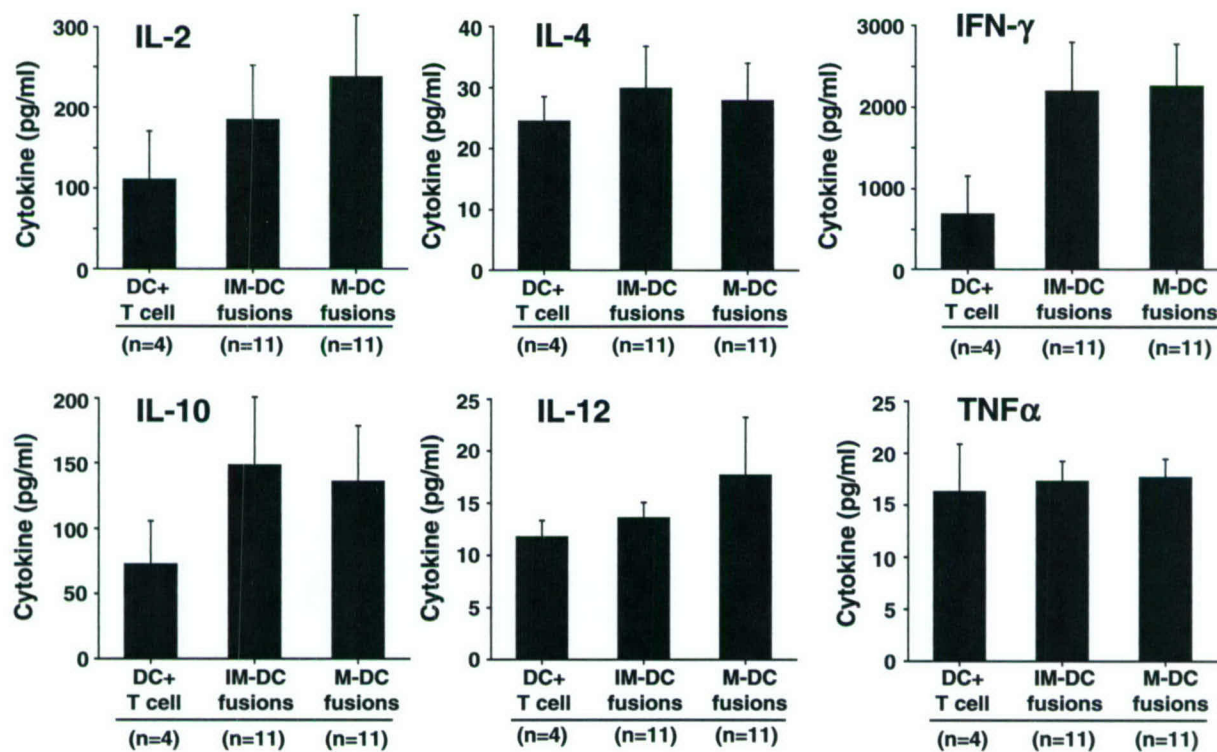 IL-2
Cytokine (pg/ml)
300
200
100
0
DC+
T cell
IM-DC
fusions
M-DC
fusions
(n=4)
(n=11)
(n=11)
IL-4
Cytokine (pg/ml)
40
30
20
10
0
DC+
T cell
IM-DC
fusions
M-DC
fusions
(n=4)
(n=11)
(n=11)
IFN-γ
Cytokine (pg/ml)
3000
2000
1000
0
DC+
T cell
IM-DC
fusions
M-DC
fusions
(n=4)
(n=11)
(n=11)
IL-10
Cytokine (pg/ml)
200
150
100
50
0
DC+
T cell
IM-DC
fusions
M-DC
fusions
(n=4)
(n=11)
(n=11)
IL-12
Cytokine (pg/ml)
25
20
15
10
5
0
DC+
T cell
IM-DC
fusions
M-DC
fusions
(n=4)
(n=11)
(n=11)
TNFα
Cytokine (pg/ml)
25
20
15
10
5
0
DC+
T cell
IM-DC
fusions
M-DC
fusions
(n=4)
(n=11)
(n=11)